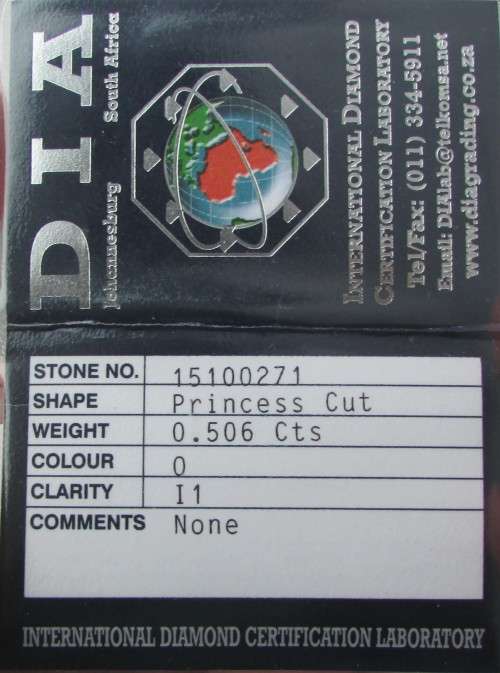 DIA
Johannesburg South Africa
INTERNATIONAL DIAMOND
CERTIFICATION LABORATORY
Tel/Fax: (011) 334-5911
Email: DIAlab@telkomsa.net
www.diagrading.co.za
STONE NO. 15100271
SHAPE Princess Cut
WEIGHT 0.506 Cts
COLOUR O
CLARITY I1
COMMENTS None
INTERNATIONAL DIAMOND CERTIFICATION LABORATORY